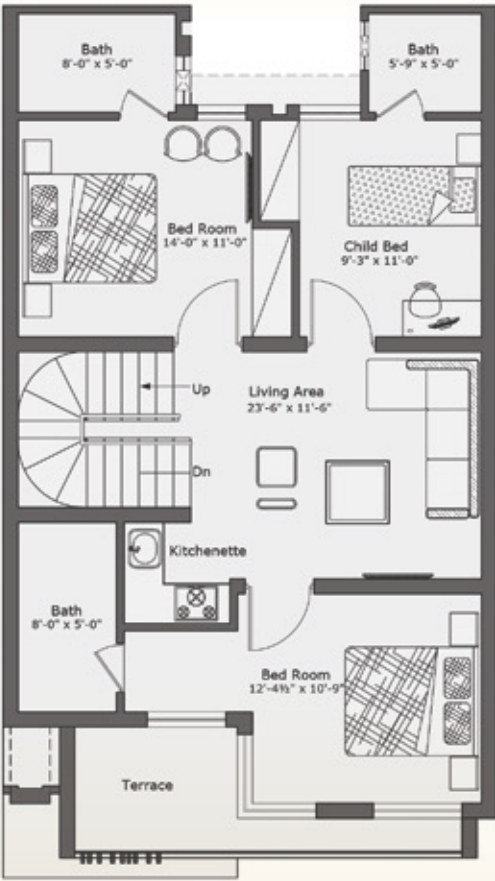 Bath
8'-0" x 5'-0"
Bath
5'-9" x 5'-0"
Bed Room
14'-0" x 11'-0"
Child Bed
9'-3" x 11'-0"
Up
Living Area
23'-6" x 11'-6"
Dn
Kitchenette
Bath
8'-0" x 5'-0"
Bed Room
12'-4½" x 10'-9"
Terrace